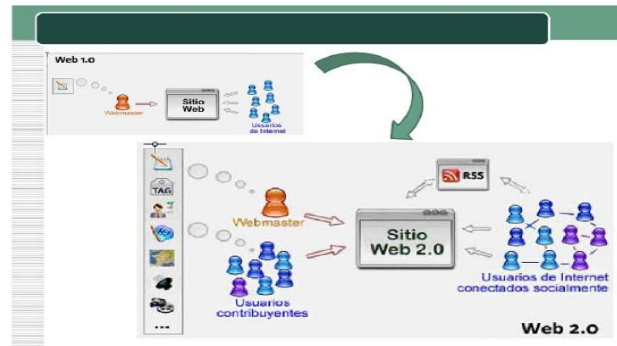 Web 1.0
Sitio
Web
Webmaster
Usuarios
de Internet
TAG
RSS
Webmaster
Sitio
Web 2.0
Usuarios
contribuyentes
Usuarios de Internet
conectados socialmente
...
Web 2.0